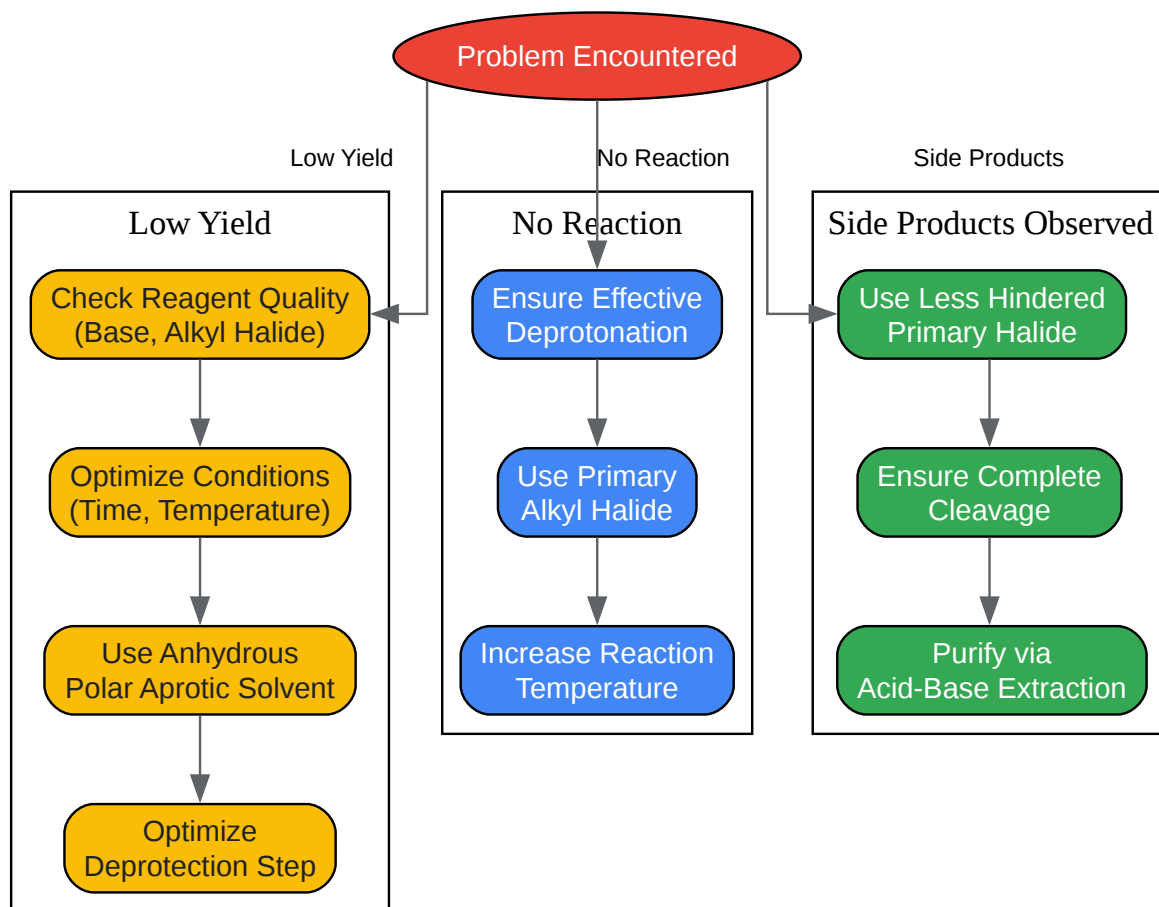 Problem Encountered
Low Yield
No Reaction
Side Products
Low Yield
Check Reagent Quality
(Base, Alkyl Halide)
Optimize Conditions
(Time, Temperature)
Use Anhydrous
Polar Aprotic Solvent
Optimize
Deprotection Step
No Reaction
Ensure Effective
Deprotonation
Use Primary
Alkyl Halide
Increase Reaction
Temperature
Side Products Observed
Use Less Hindered
Primary Halide
Ensure Complete
Cleavage
Purify via
Acid-Base Extraction